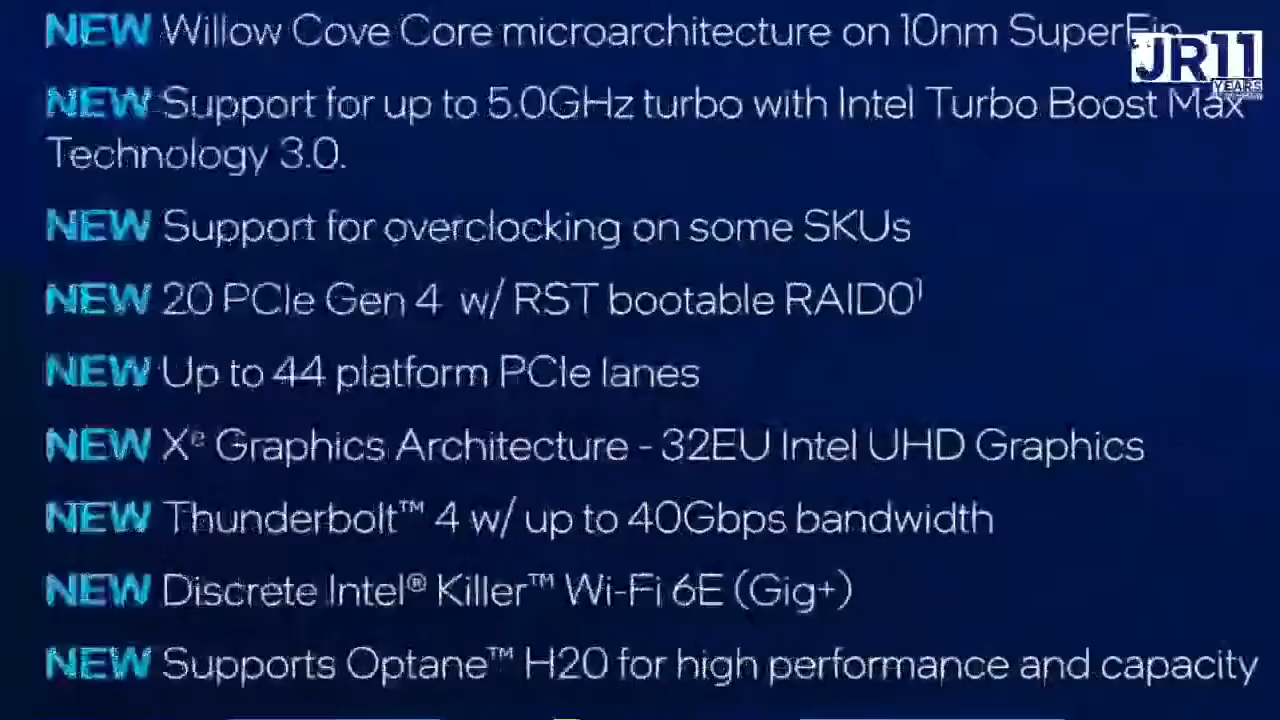 NEW Willow Cove Core microarchitecture on 10nm SuperFin
JR11
YEARS
NEW Support for up to 5.0GHz turbo with Intel Turbo Boost Max
Technology 3.0.
NEW Support for overclocking on some SKUs
NEW 20 PCIe Gen 4 w/ RST bootable RAID0¹
NEW Up to 44 platform PCIe lanes
NEW Xᵉ Graphics Architecture - 32EU Intel UHD Graphics
NEW Thunderbolt™ 4 w/ up to 40Gbps bandwidth
NEW Discrete Intel® Killer™ Wi-Fi 6E (Gig+)
NEW Supports Optane™ H20 for high performance and capacity